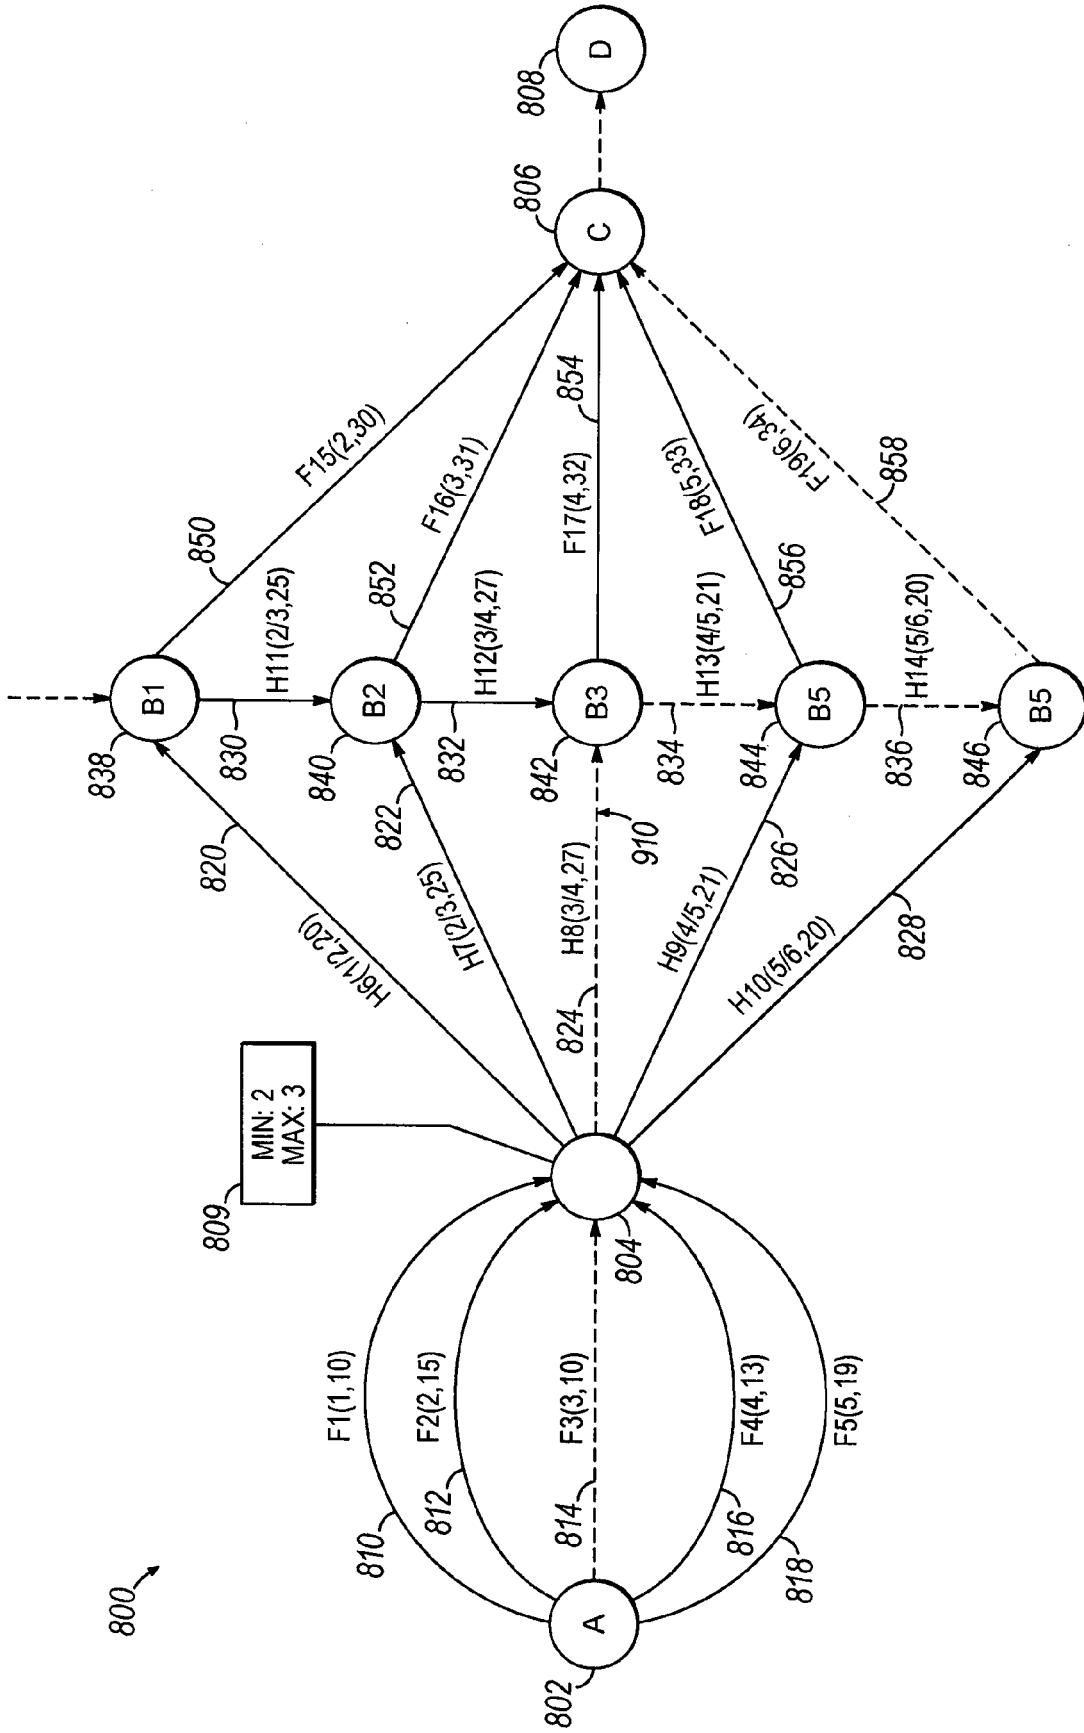 800
809
MIN: 2
MAX: 3
802
A
F1(1,10)
810
F2(2,15)
812
F3(3,10)
814
F4(4,13)
816
F5(5,19)
818
804
H6(1/2,20)
820
H7(2/3,25)
822
H8(3/4,27)
824
910
H9(4/5,21)
826
H10(5/6,20)
828
838
B1
830
H11(2/3,25)
840
B2
832
H12(3/4,27)
842
B3
834
H13(4/5,21)
844
B5
836
H14(5/6,20)
846
B5
850
F15(2,30)
852
F16(3,31)
F17(4,32)
854
F18(5,33)
856
F19(6,34)
858
806
C
808
D